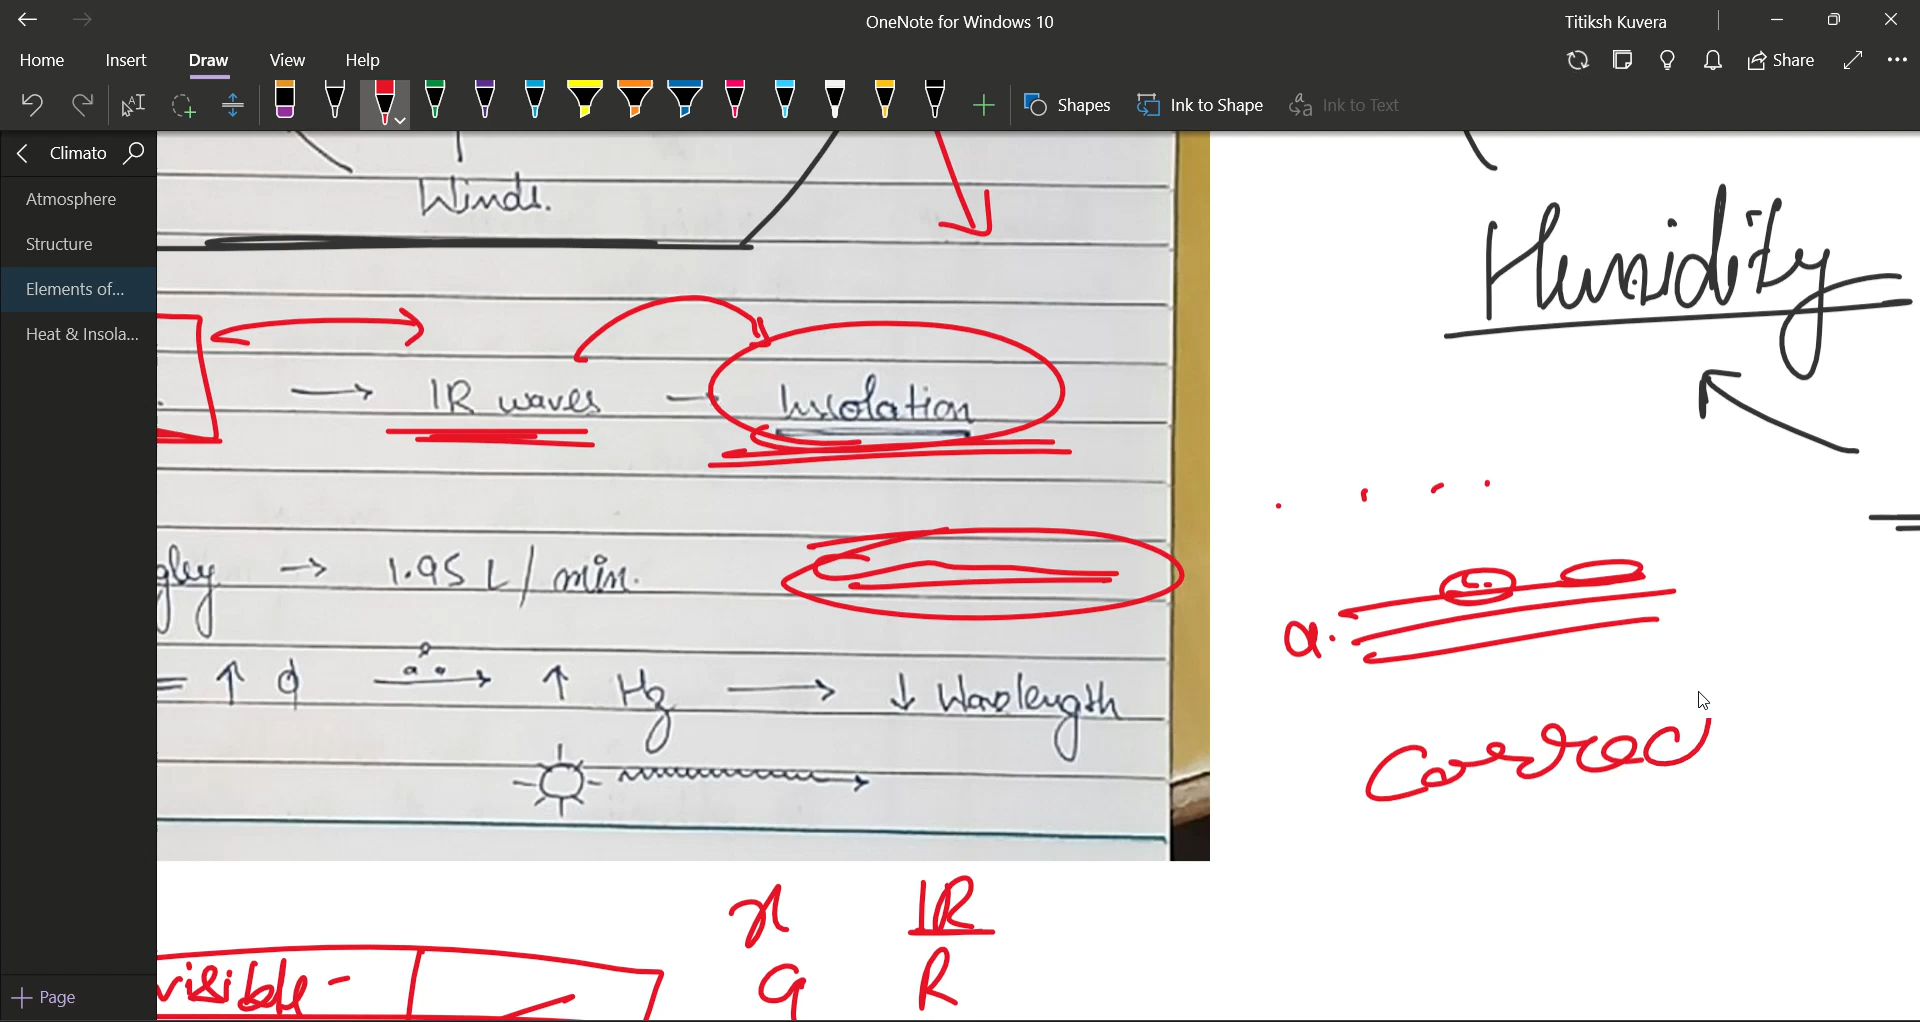 OneNote for Windows 10
Titiksh Kuvera
Home Insert Draw View Help
Share
Shapes Ink to Shape Ink to Text
Climato
Atmosphere
Structure
Elements of...
Heat & Insola...
Page
Winds.
Humidity
→ IR waves → Insolation
gley → 1.95 L/min.
= ↑ φ → ↑ Hz → ↓ Wavelength
Q.
x IR
visible -
R